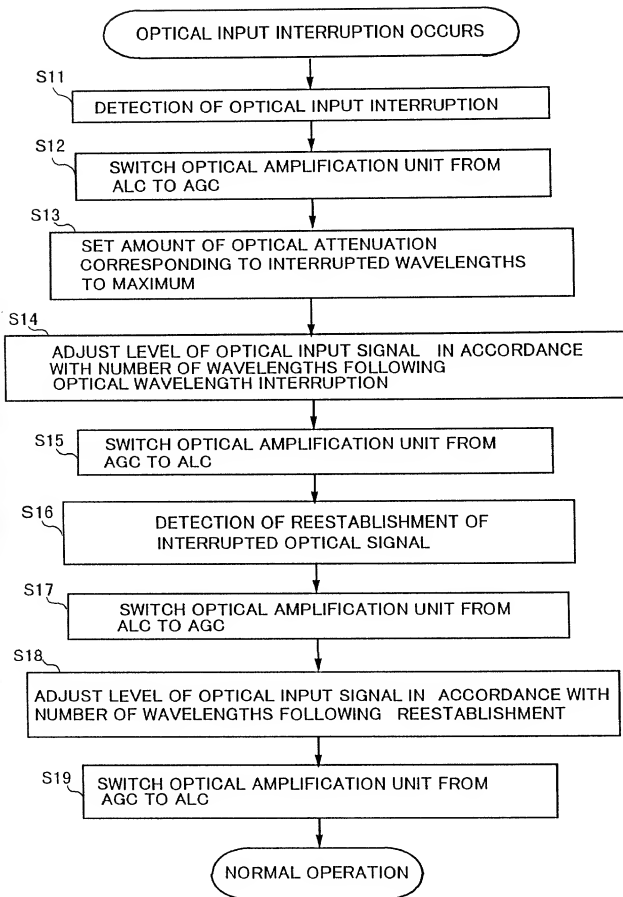 OPTICAL INPUT INTERRUPTION OCCURS
S11
DETECTION OF OPTICAL INPUT INTERRUPTION
S12
SWITCH OPTICAL AMPLIFICATION UNIT FROM
ALC TO AGC
S13
SET AMOUNT OF OPTICAL ATTENUATION
CORRESPONDING TO INTERRUPTED WAVELENGTHS
TO MAXIMUM
S14
ADJUST LEVEL OF OPTICAL INPUT SIGNAL IN ACCORDANCE
WITH NUMBER OF WAVELENGTHS FOLLOWING
OPTICAL WAVELENGTH INTERRUPTION
S15
SWITCH OPTICAL AMPLIFICATION UNIT FROM
AGC TO ALC
S16
DETECTION OF REESTABLISHMENT OF
INTERRUPTED OPTICAL SIGNAL
S17
SWITCH OPTICAL AMPLIFICATION UNIT FROM
ALC TO AGC
S18
ADJUST LEVEL OF OPTICAL INPUT SIGNAL IN ACCORDANCE WITH
NUMBER OF WAVELENGTHS FOLLOWING REESTABLISHMENT
S19
SWITCH OPTICAL AMPLIFICATION UNIT FROM
AGC TO ALC
NORMAL OPERATION